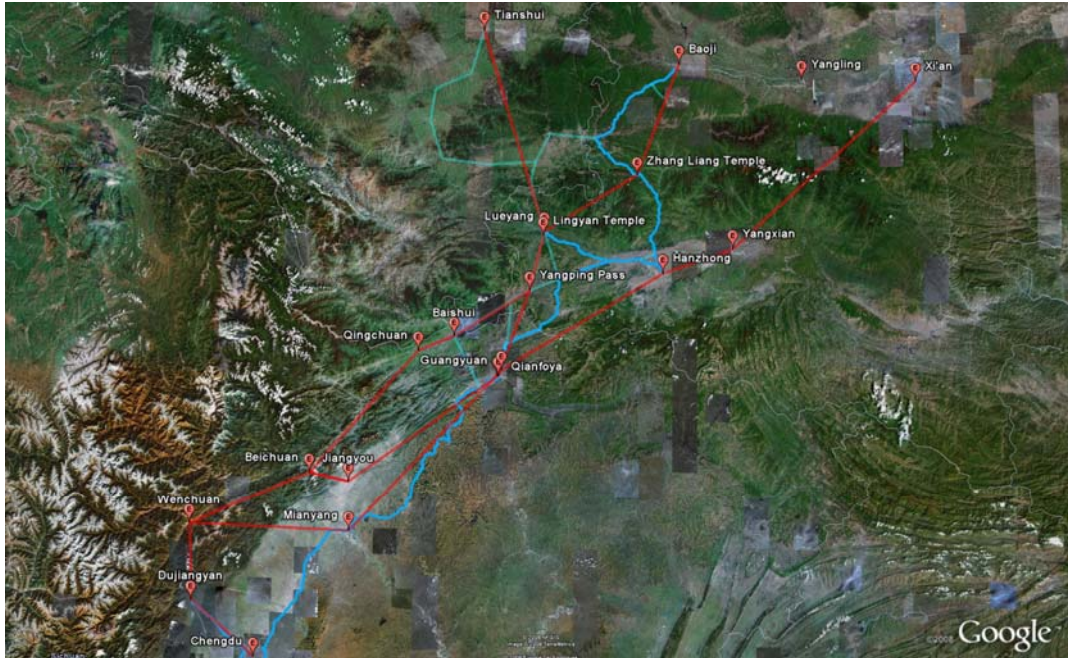 Tianshui
Baoji
Yangling
Xi'an
Zhang Liang Temple
Lueyang
Lingyan Temple
Yangxian
Hanzhong
Yangping Pass
Baishui
Qingchuan
Guangyuan
Qianfoya
Beichuan
Jiangyou
Wenchuan
Mianyang
Dujiangyan
Chengdu
©2008 Google